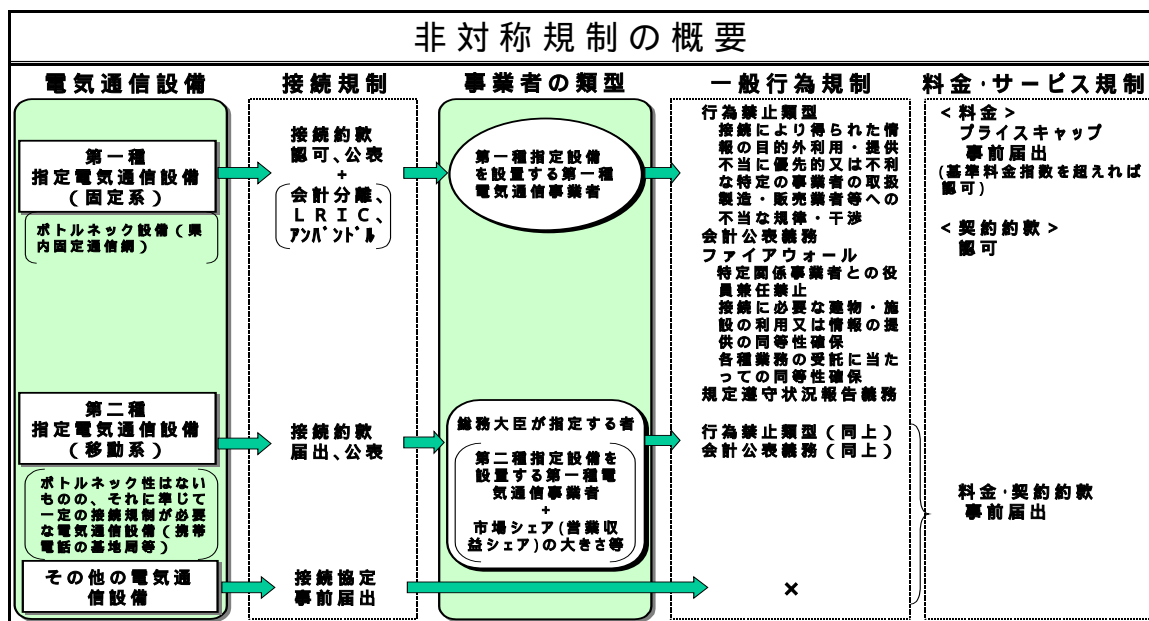 非対称規制の概要
電気通信設備
第一種
指定電気通信設備
(固定系)
ボトルネック設備(県
内固定通信網)
第二種
指定電気通信設備
(移動系)
ボトルネック性はない
ものの、それに準じて
一定の接続規制が必要
な電気通信設備(携帯
電話の基地局等)
その他の電気通
信設備
接続規制
接続約款
認可、公表
+
会計分離、
LRIC、
アンバンドル
接続約款
届出、公表
接続協定
事前届出
事業者の類型
第一種指定設備
を設置する第一種
電気通信事業者
総務大臣が指定する者
第二種指定設備を
設置する第一種電
気通信事業者
+
市場シェア(営業収
益シェア)の大きさ等
一般行為規制
行為禁止類型
接続により得られた情
報の目的外利用・提供
不当に優先的又は不利
な特定の事業者の取扱
製造・販売業者等への
不当な規律・干渉
会計公表義務
ファイアウォール
特定関係事業者との役
員兼任禁止
接続に必要な建物・施
設の利用又は情報の提
供の同等性確保
各種業務の受託に当た
っての同等性確保
規定遵守状況報告義務
行為禁止類型(同上)
会計公表義務(同上)
×
料金・サービス規制
<料金>
プライスキャップ
事前届出
(基準料金指数を超えれば
認可)
<契約約款>
認可
料金・契約約款
事前届出